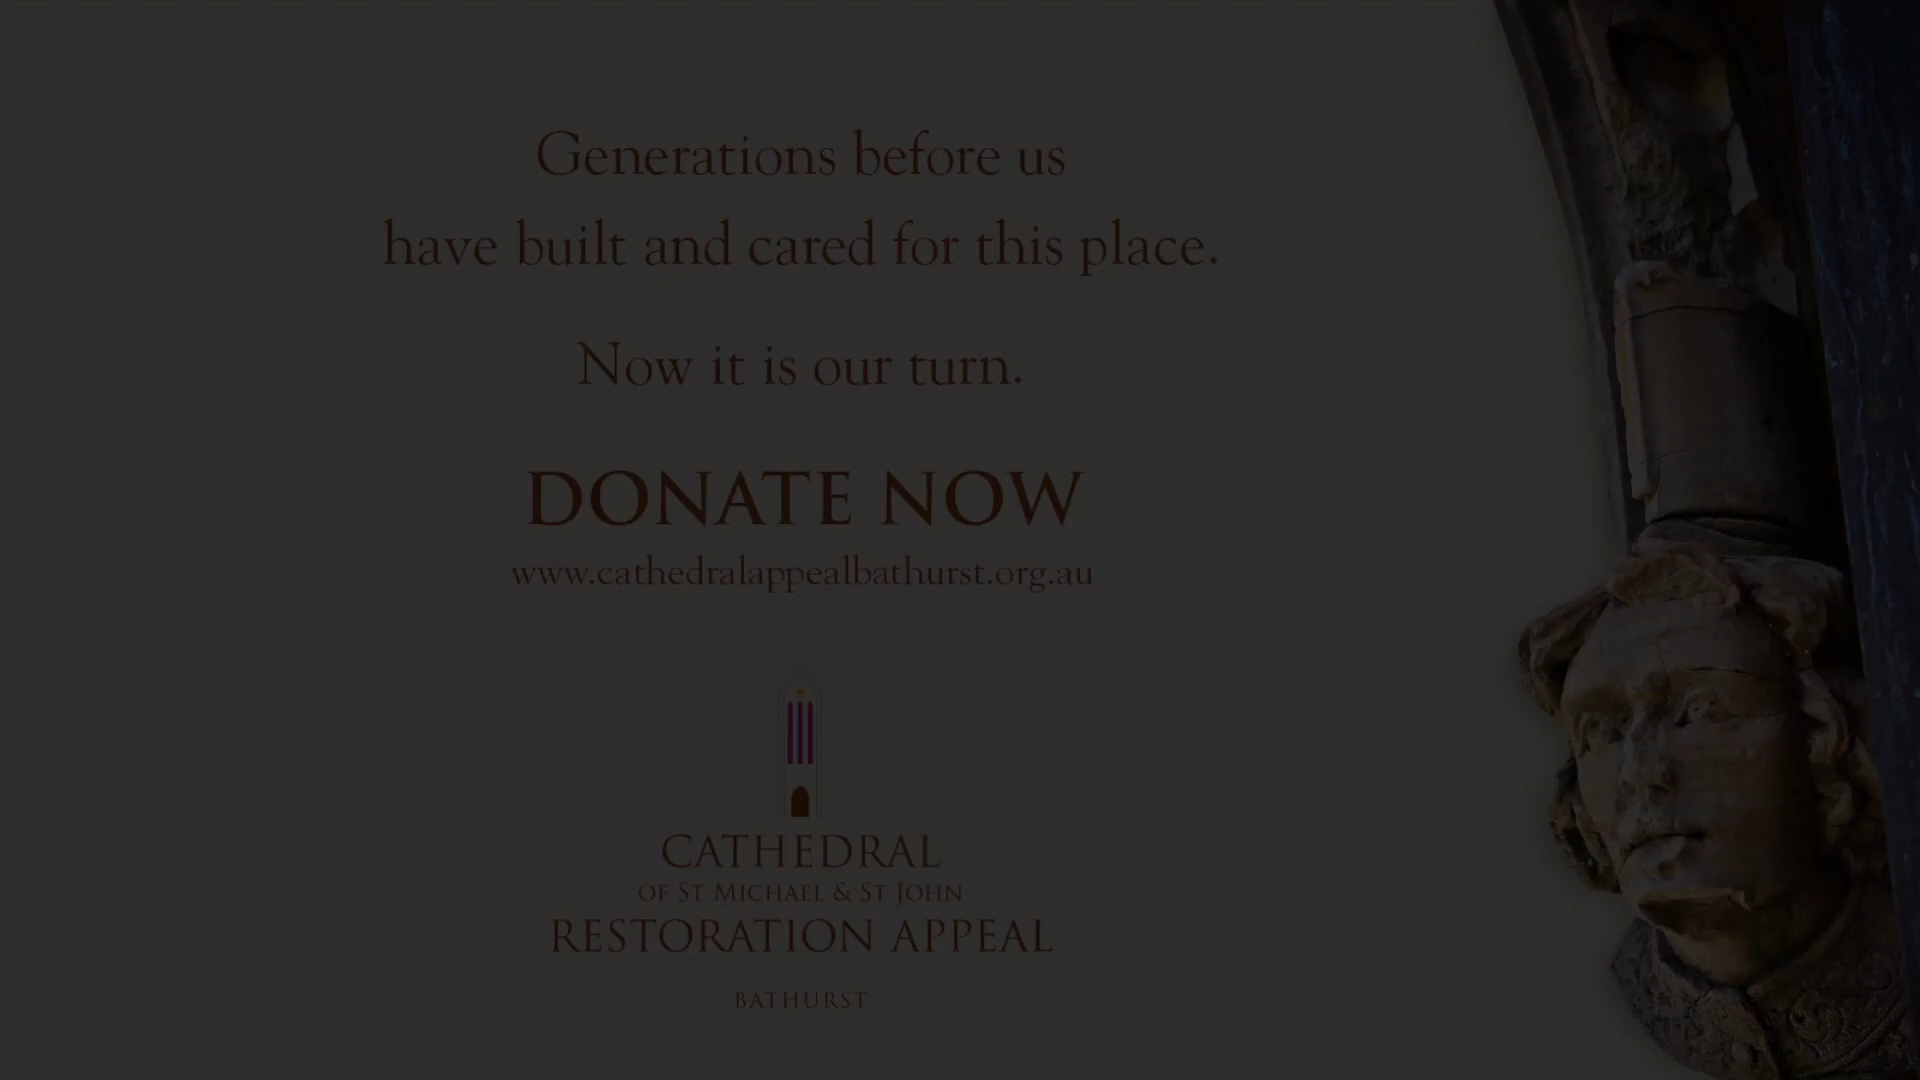 Generations before us
have built and cared for this place.
Now it is our turn.
DONATE NOW
www.cathedralappealbathurst.org.au
CATHEDRAL
OF ST MICHAEL & ST JOHN
RESTORATION APPEAL
BATHURST